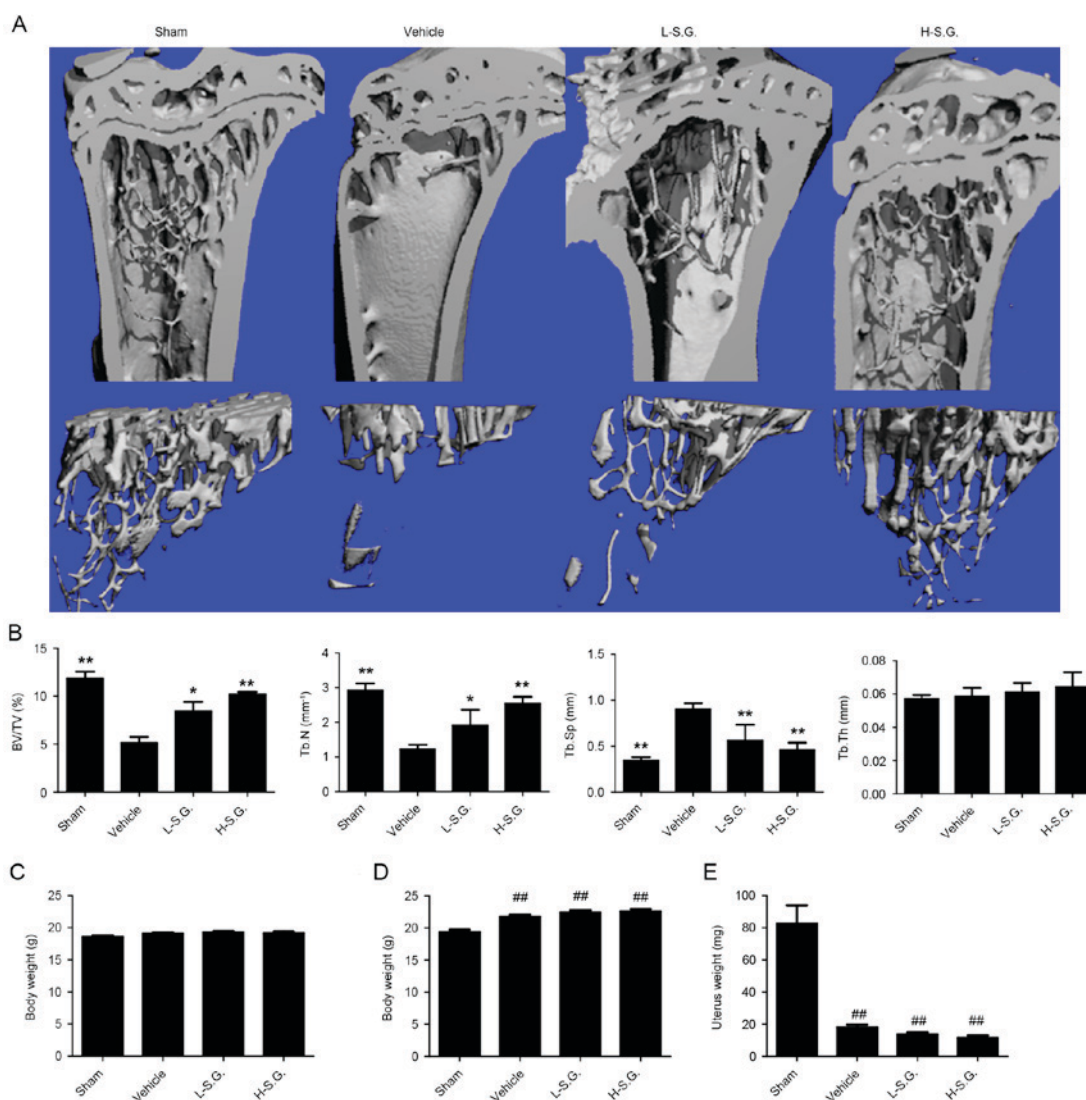 A
Sham Vehicle L-S.G. H-S.G.
B
BV/TV (%)
15
10
5
0
** * **
Sham Vehicle L-S.G. H-S.G.
Tb.N (mm⁻¹)
4
3
2
1
0
** * **
Sham Vehicle L-S.G. H-S.G.
Tb.Sp (mm)
1.5
1.0
0.5
0.0
** ** **
Sham Vehicle L-S.G. H-S.G.
Tb.Th (mm)
0.08
0.06
0.04
0.02
0.00
Sham Vehicle L-S.G. H-S.G.
C
Body weight (g)
25
20
15
10
5
0
Sham Vehicle L-S.G. H-S.G.
D
Body weight (g)
25
20
15
10
5
0
## ## ##
Sham Vehicle L-S.G. H-S.G.
E
Uterus weight (mg)
100
80
60
40
20
0
## ## ##
Sham Vehicle L-S.G. H-S.G.